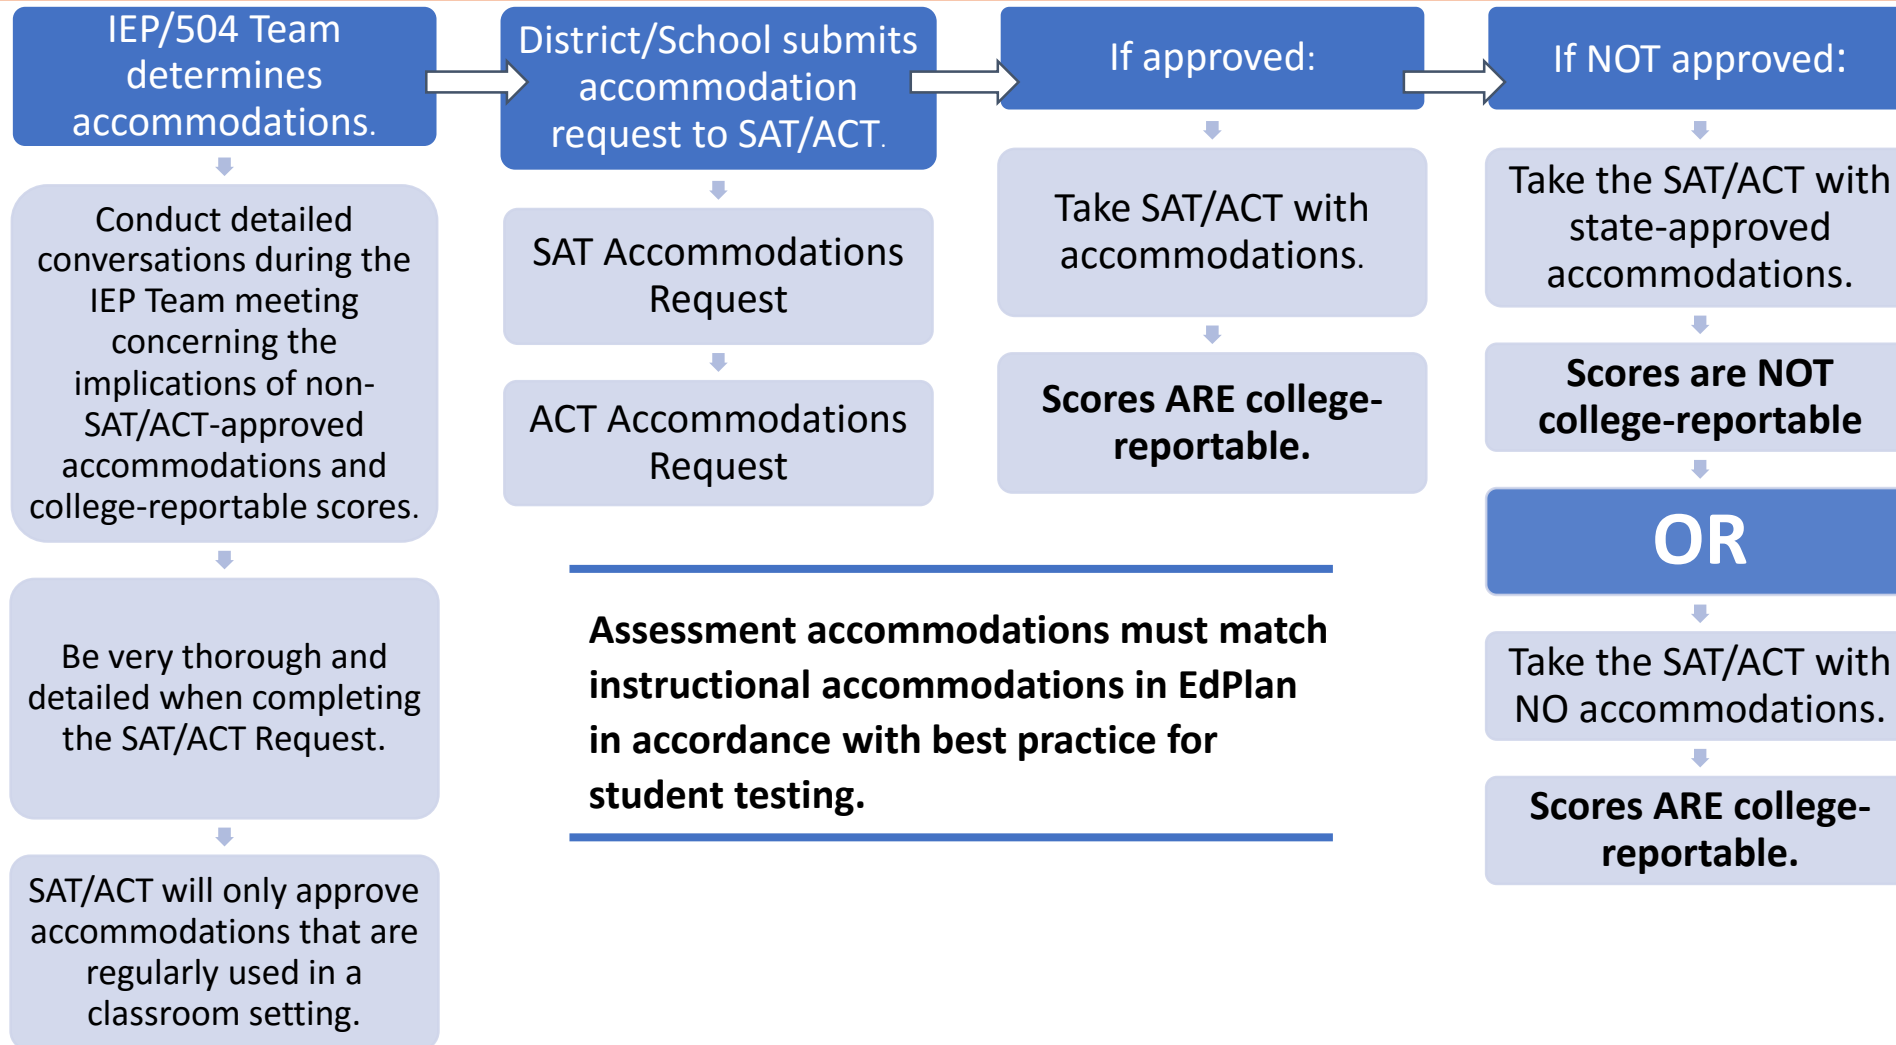 IEP/504 Team
determines
accommodations.
Conduct detailed
conversations during the
IEP Team meeting
concerning the
implications of non-
SAT/ACT-approved
accommodations and
college-reportable scores.
Be very thorough and
detailed when completing
the SAT/ACT Request.
SAT/ACT will only approve
accommodations that are
regularly used in a
classroom setting.
District/School submits
accommodation
request to SAT/ACT.
SAT Accommodations
Request
ACT Accommodations
Request
If approved:
Take SAT/ACT with
accommodations.
Scores ARE college-
reportable.
If NOT approved:
Take the SAT/ACT with
state-approved
accommodations.
Scores are NOT
college-reportable
OR
Take the SAT/ACT with
NO accommodations.
Scores ARE college-
reportable.
Assessment accommodations must match
instructional accommodations in EdPlan
in accordance with best practice for
student testing.